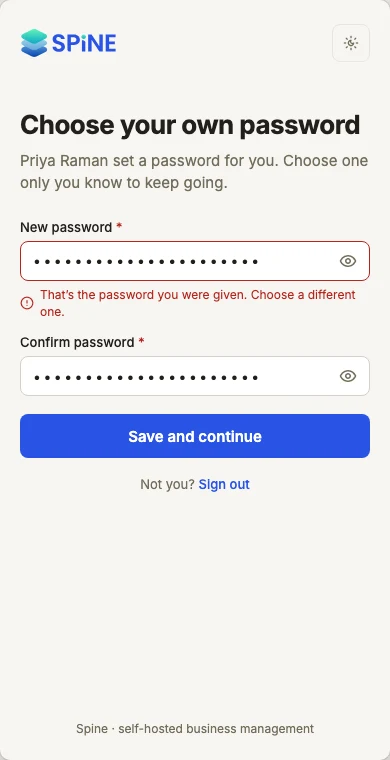 SPiNE
Choose your own password
Priya Raman set a password for you. Choose one
only you know to keep going.
New password *
•••••••••••••••••••••
That's the password you were given. Choose a different
one.
Confirm password *
•••••••••••••••••••••
Save and continue
Not you? Sign out
Spine · self-hosted business management